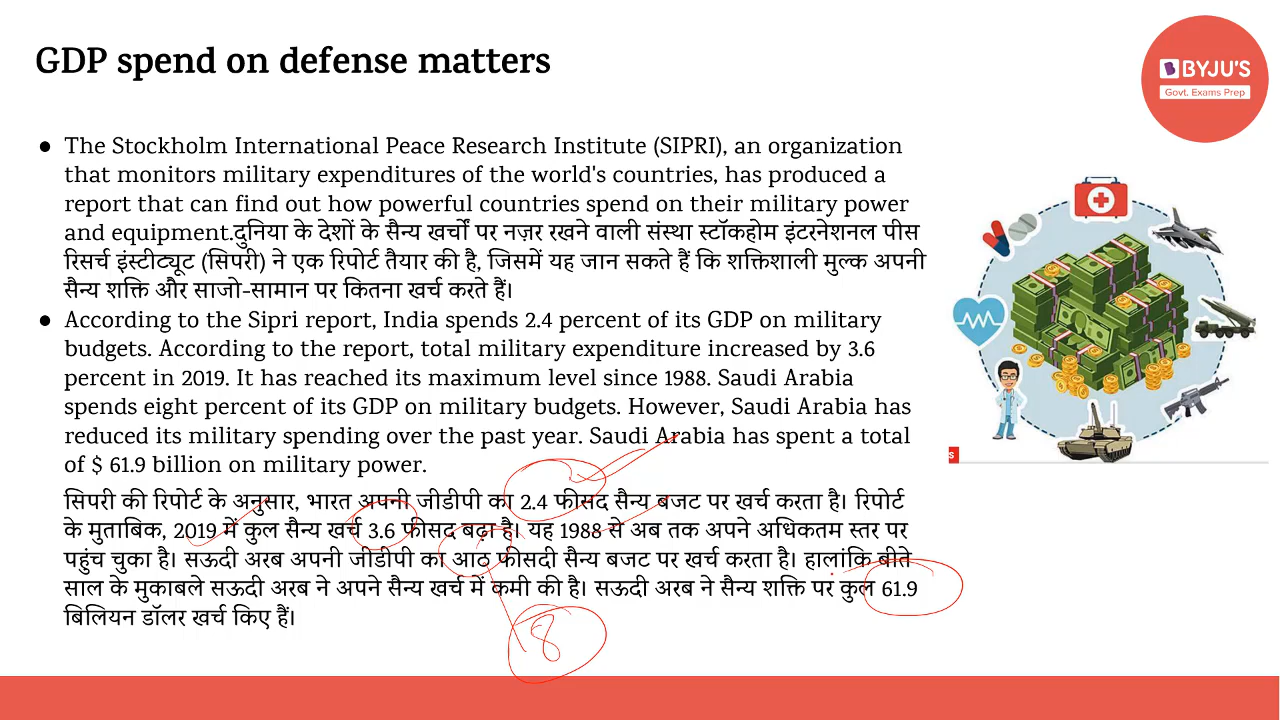 GDP spend on defense matters
BYJU'S
Govt. Exams Prep
● The Stockholm International Peace Research Institute (SIPRI), an organization
that monitors military expenditures of the world's countries, has produced a
report that can find out how powerful countries spend on their military power
and equipment.दुनिया के देशों के सैन्य खर्चों पर नज़र रखने वाली संस्था स्टॉकहोम इंटरनेशनल पीस
रिसर्च इंस्टीट्यूट (सिपरी) ने एक रिपोर्ट तैयार की है, जिसमें यह जान सकते हैं कि शक्तिशाली मुल्क अपनी
सैन्य शक्ति और साजो-सामान पर कितना खर्च करते हैं।
● According to the Sipri report, India spends 2.4 percent of its GDP on military
budgets. According to the report, total military expenditure increased by 3.6
percent in 2019. It has reached its maximum level since 1988. Saudi Arabia
spends eight percent of its GDP on military budgets. However, Saudi Arabia has
reduced its military spending over the past year. Saudi Arabia has spent a total
of $ 61.9 billion on military power.
सिपरी की रिपोर्ट के अनुसार, भारत अपनी जीडीपी का 2.4 फीसद सैन्य बजट पर खर्च करता है। रिपोर्ट
के मुताबिक, 2019 में कुल सैन्य खर्च 3.6 फीसद बढ़ा है। यह 1988 से अब तक अपने अधिकतम स्तर पर
पहुंच चुका है। सऊदी अरब अपनी जीडीपी का आठ फीसदी सैन्य बजट पर खर्च करता है। हालांकि बीते
साल के मुकाबले सऊदी अरब ने अपने सैन्य खर्च में कमी की है। सऊदी अरब ने सैन्य शक्ति पर कुल 61.9
बिलियन डॉलर खर्च किए हैं।
8